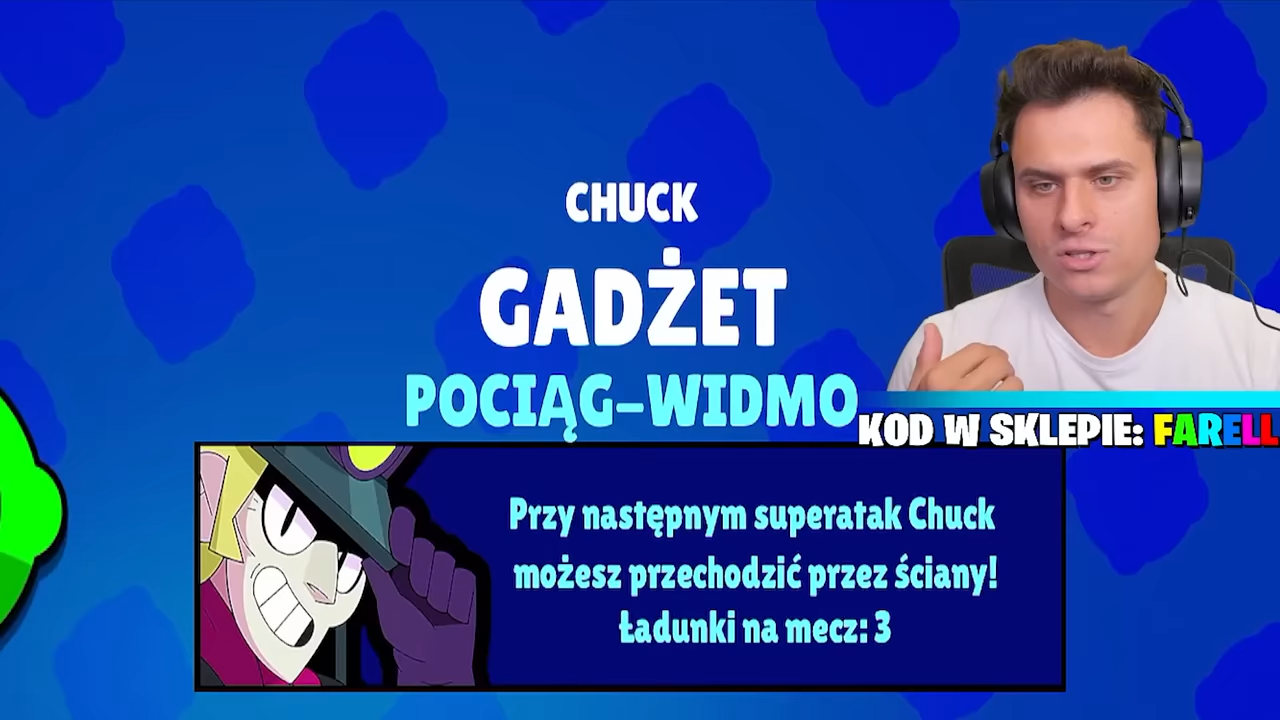 CHUCK
GADŻET
POCIĄG-WIDMO
KOD W SKLEPIE: FARELL
Przy następnym superatak Chuck
możesz przechodzić przez ściany!
Ładunki na mecz: 3